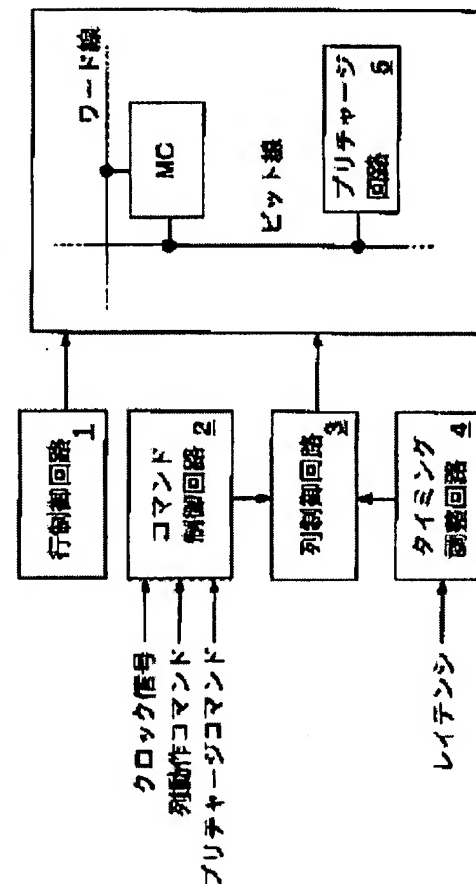 クロック信号
列動作コマンド
プリチャージコマンド
レイテンシ
行制御回路 1
コマンド
制御回路 2
列制御回路 3
タイミング
調整回路 4
ワード線
MC
ビット線
プリチャージ
回路 5